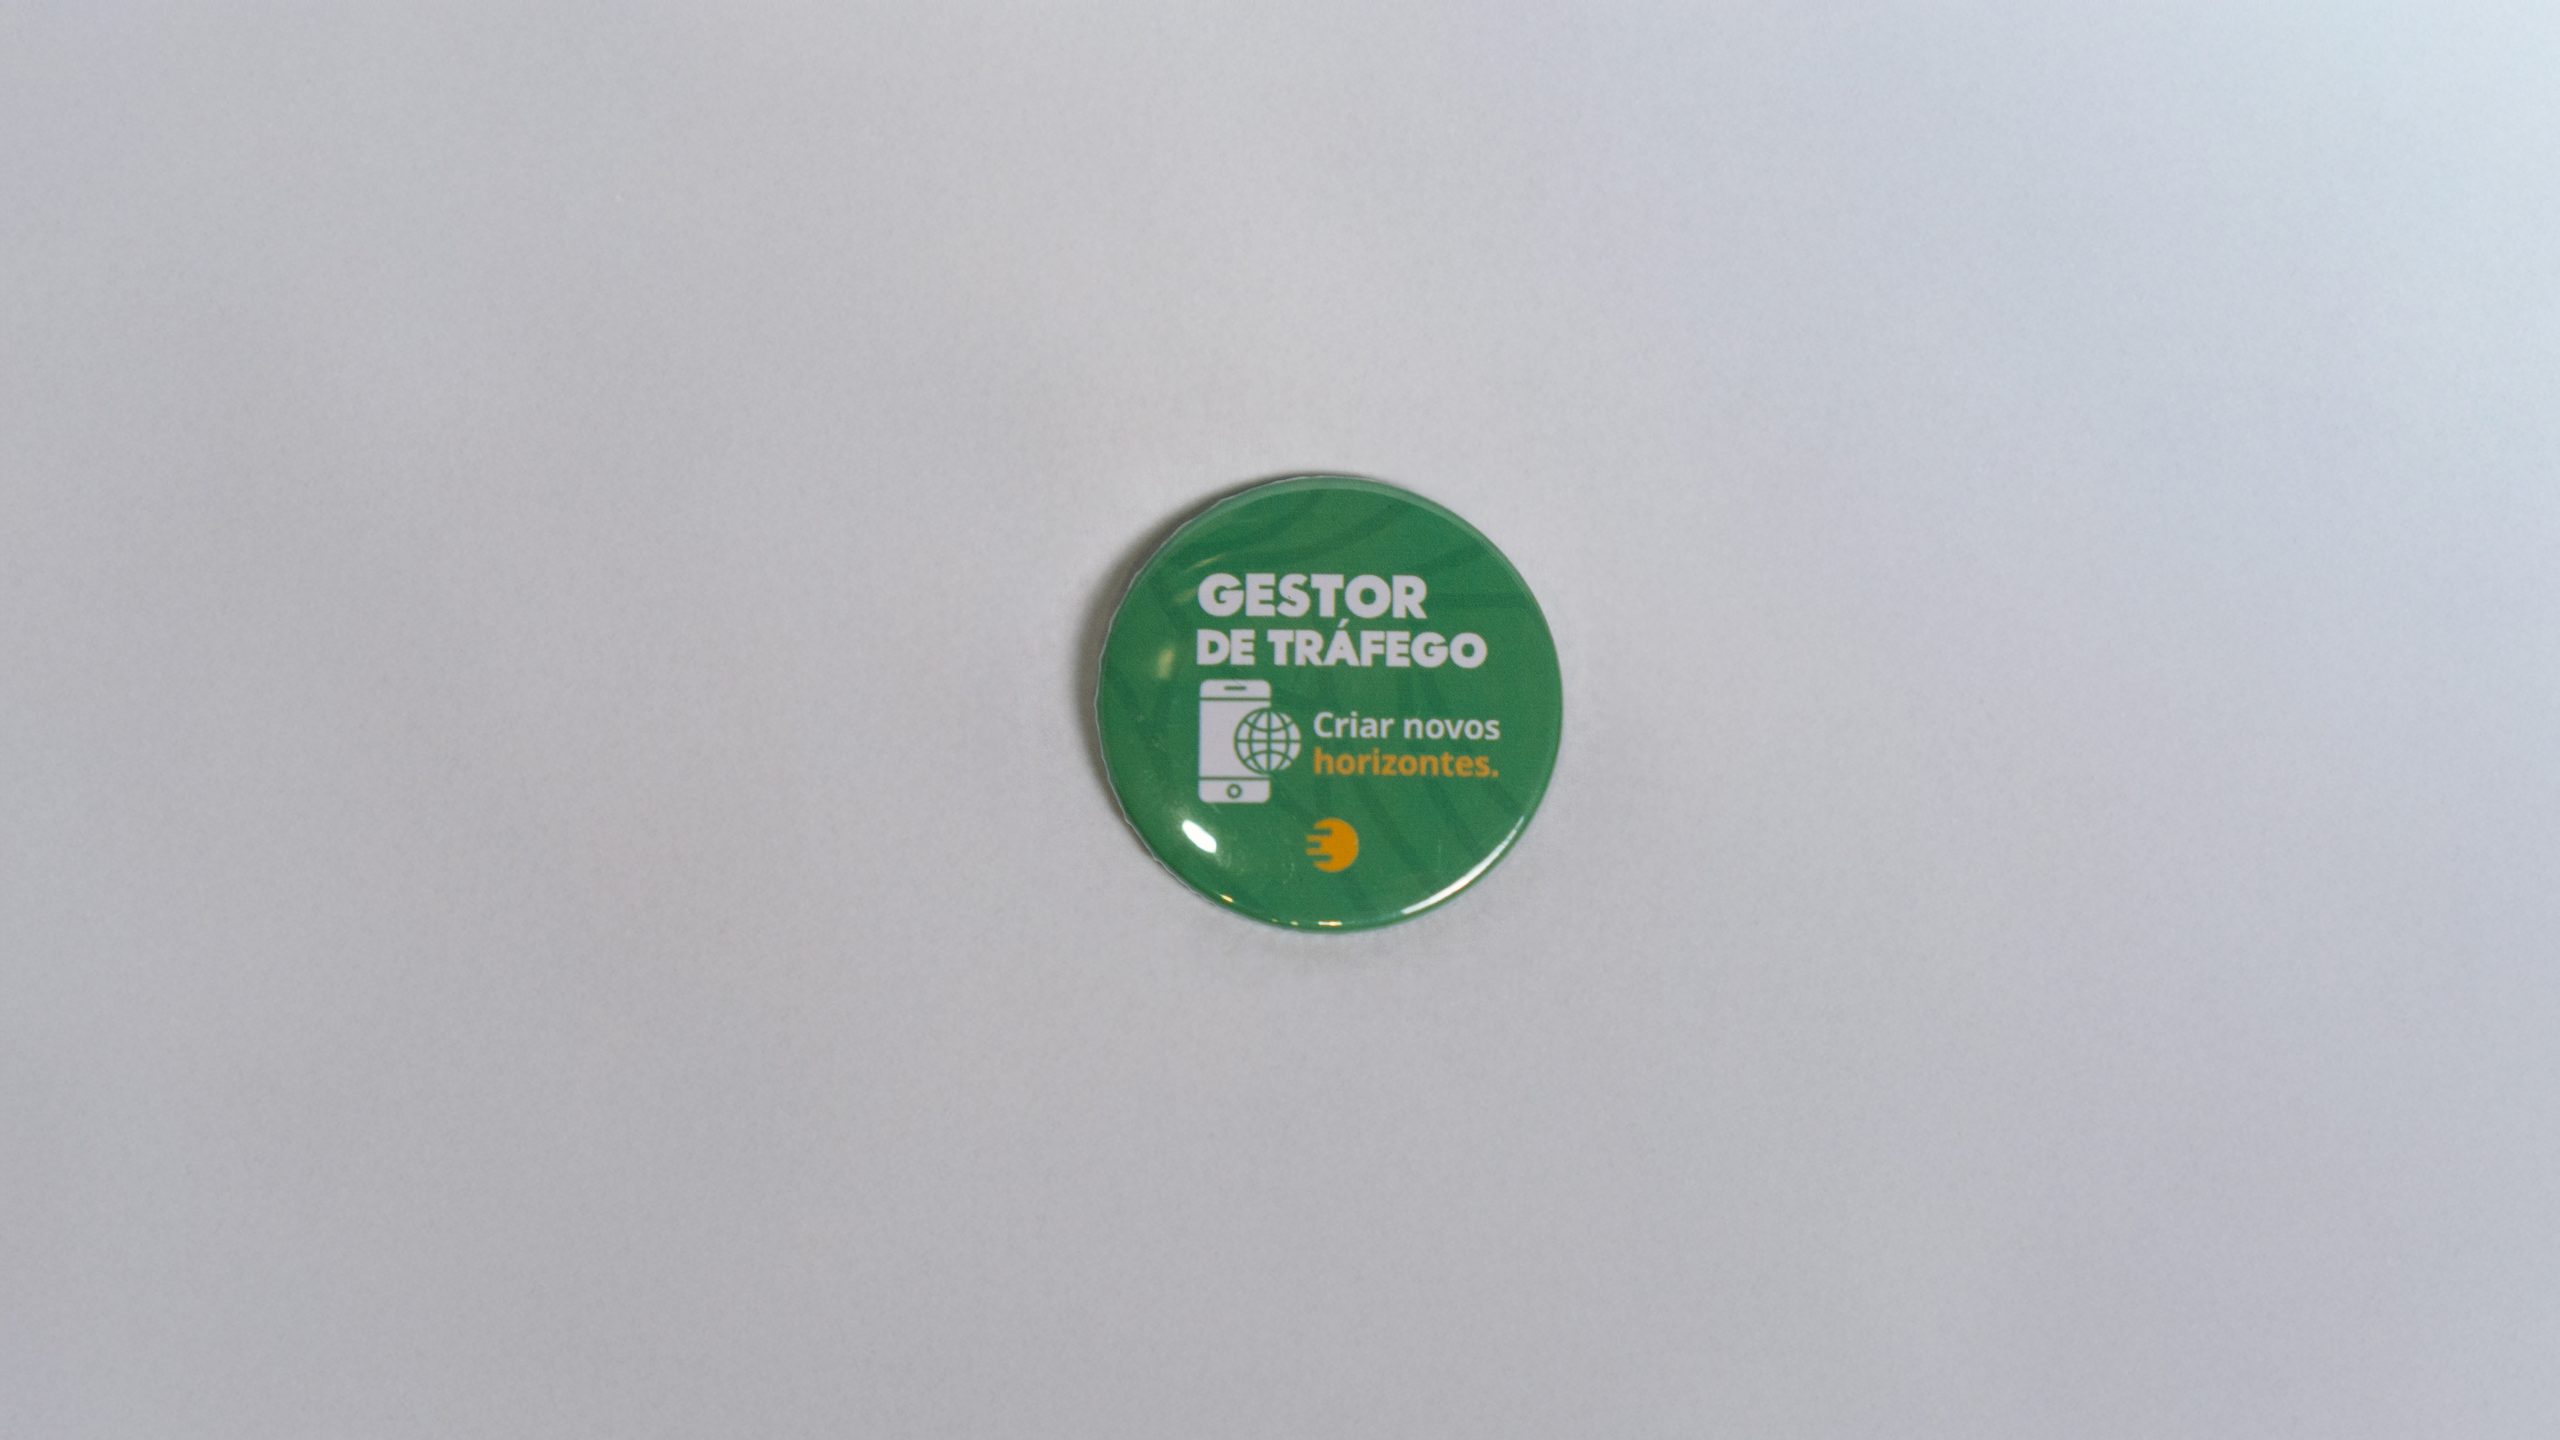 GESTOR
DE TRÁFEGO
Criar novos
horizontes.